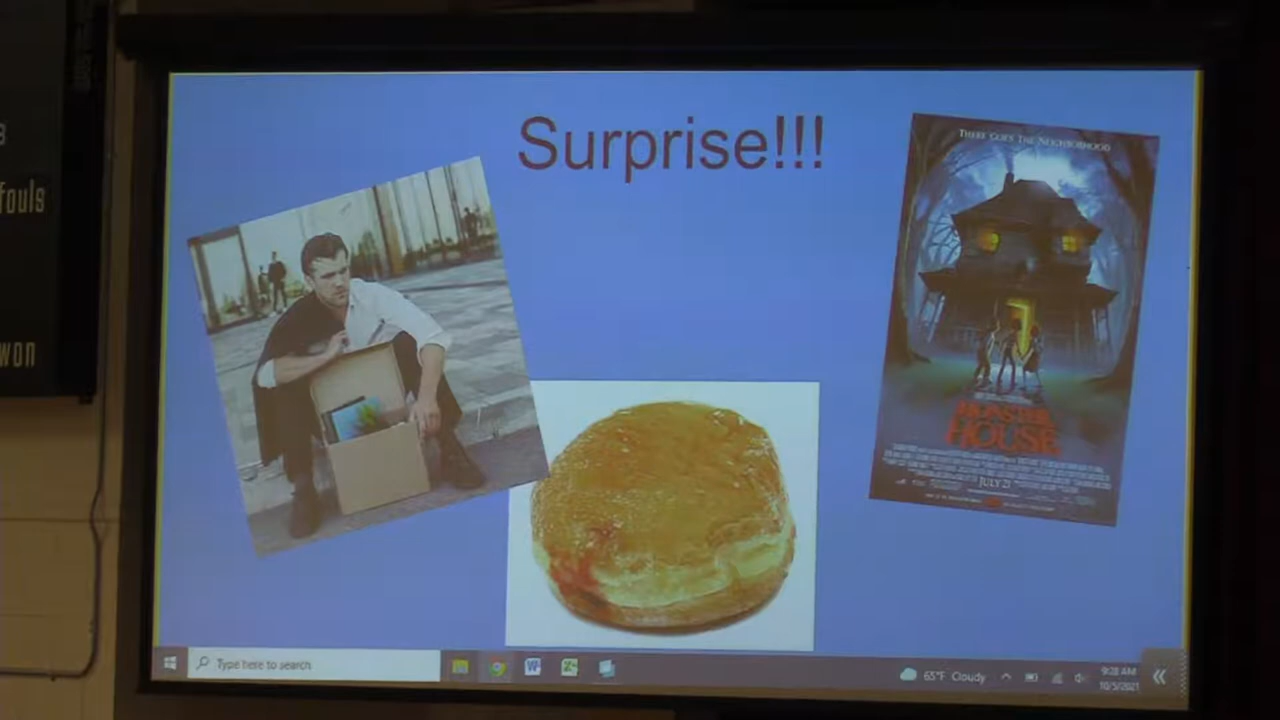 fouls
won
Surprise!!!
THERE GOES THE NEIGHBORHOOD
MONSTER
HOUSE
JULY 21
Type here to search
65°F Cloudy
9:28 AM
10/5/2021